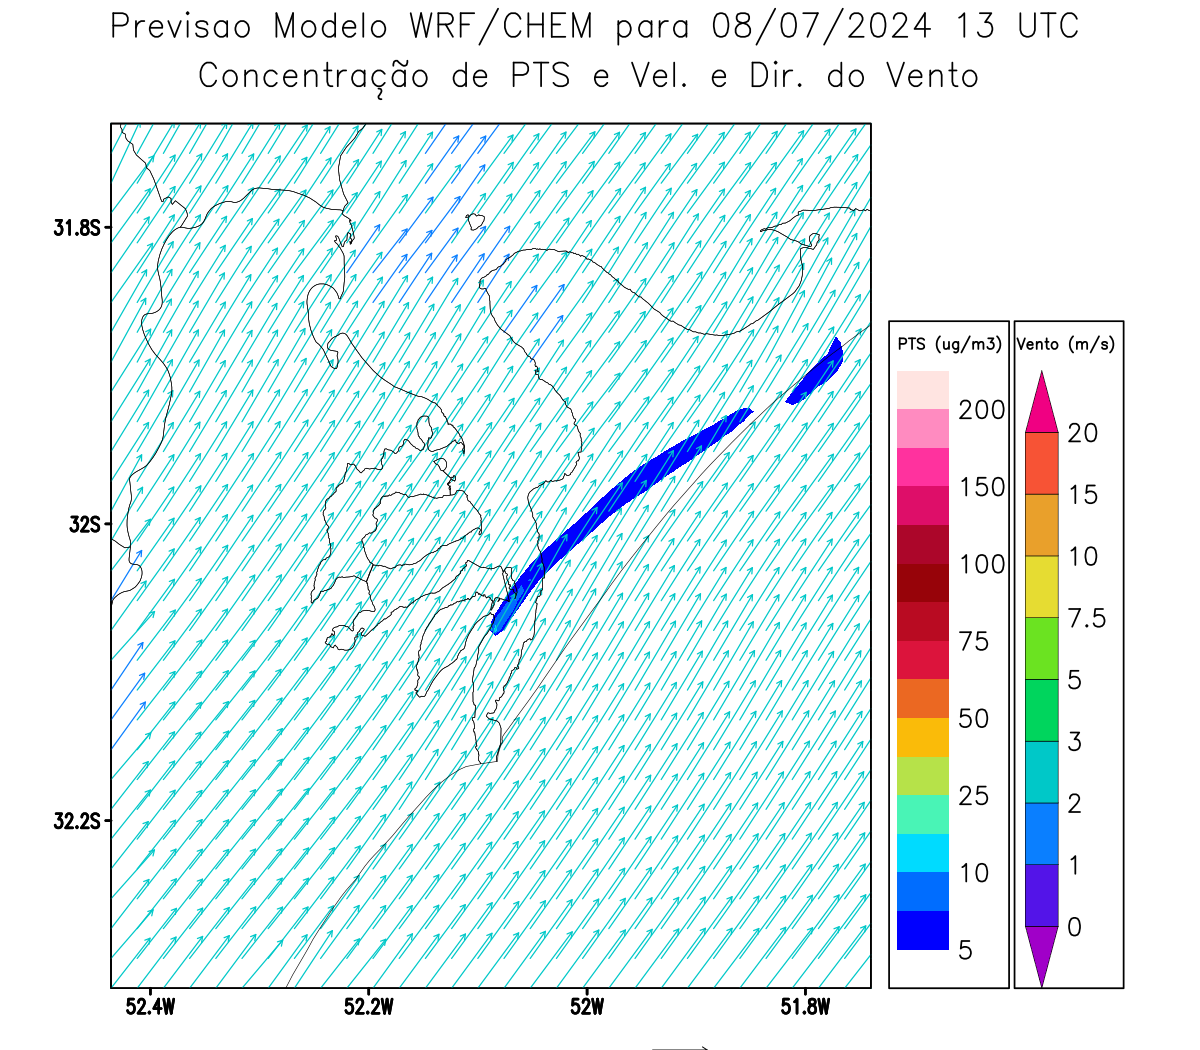 Previsao Modelo WRF/CHEM para 08/07/2024 13 UTC
Concentração de PTS e Vel. e Dir. do Vento
31.8S
32S
32.2S
52.4W
52.2W
52W
51.8W
PTS (ug/m3)
200
150
100
75
50
25
10
5
Vento (m/s)
20
15
10
7.5
5
3
2
1
0